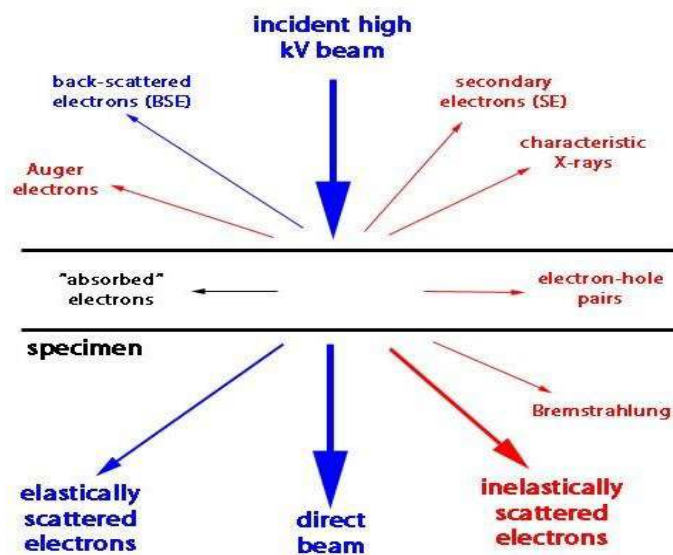 incident high
kV beam
back-scattered
electrons (BSE)
secondary
electrons (SE)
characteristic
X-rays
Auger
electrons
"absorbed"
electrons
electron-hole
pairs
specimen
Bremstrahlung
elastically
scattered
electrons
direct
beam
inelastically
scattered
electrons